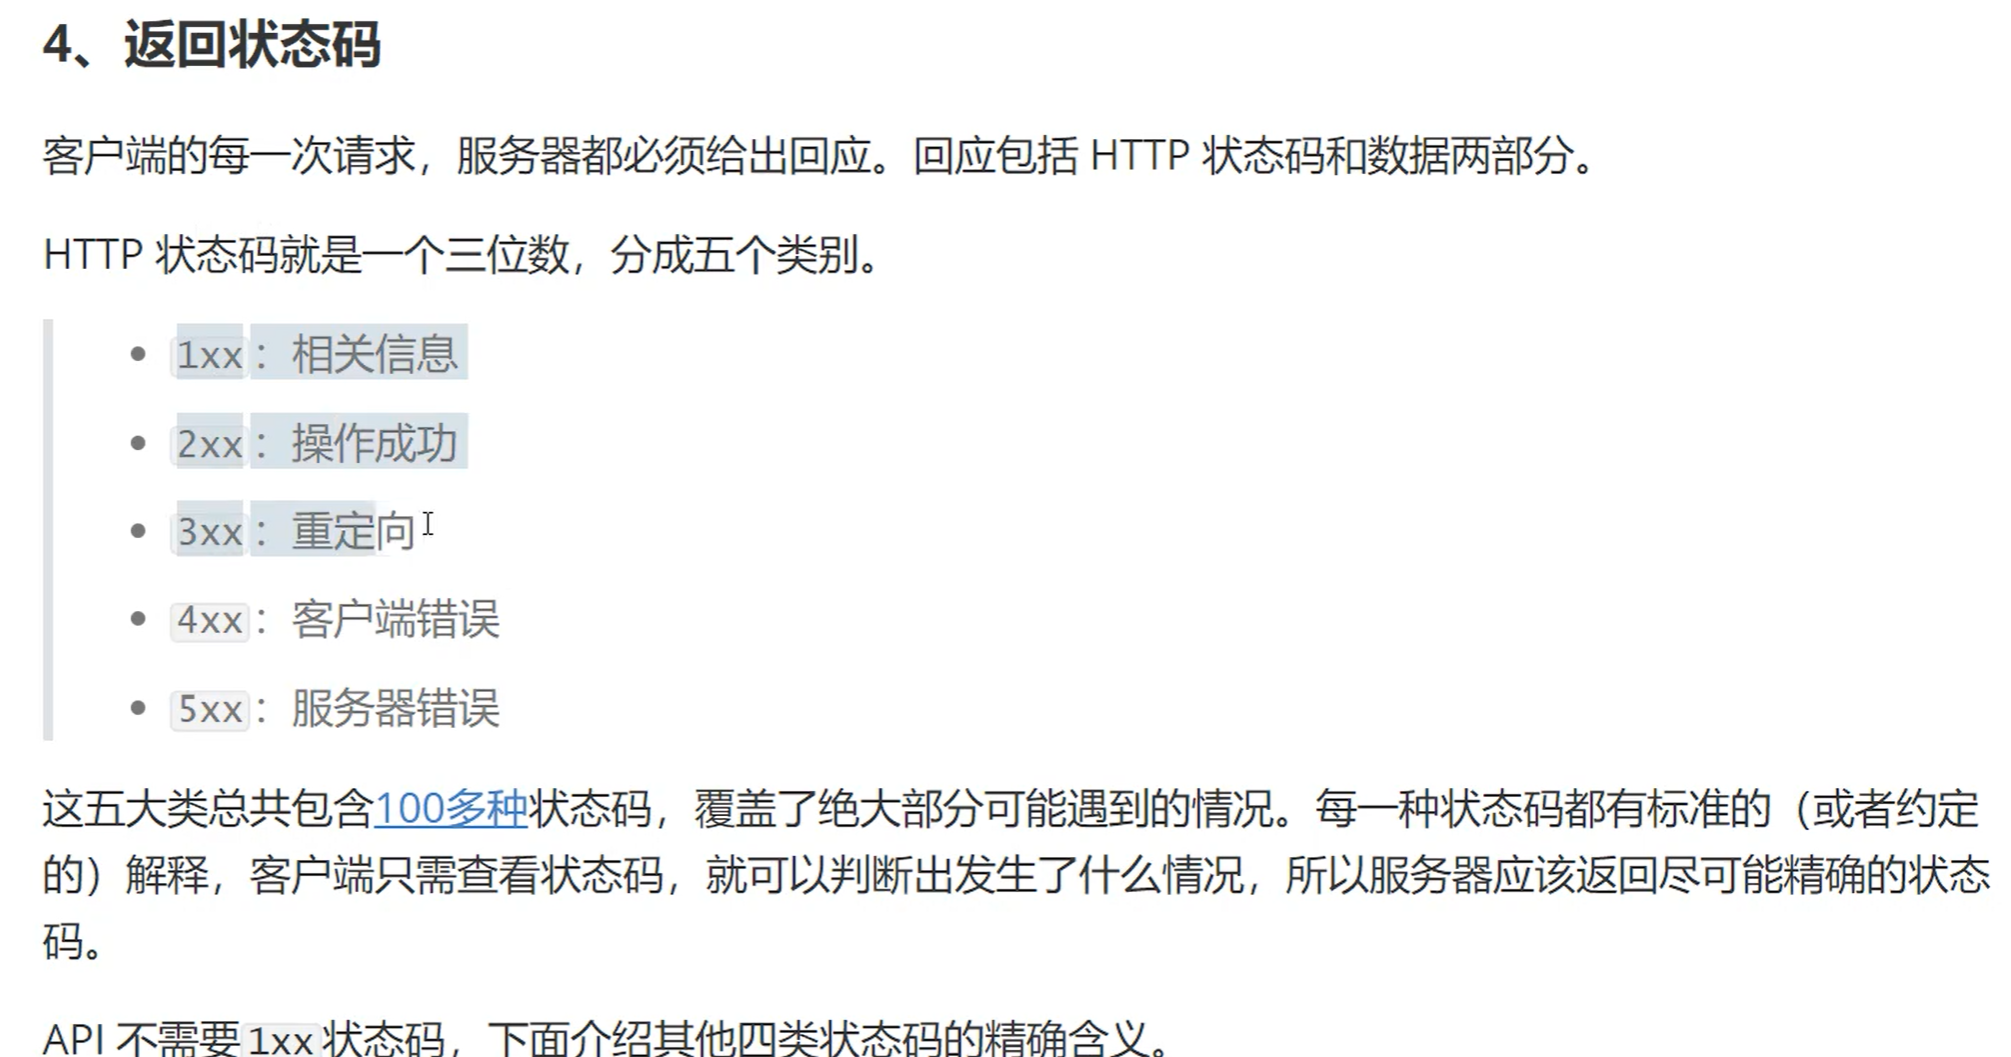 4、返回状态码
客户端的每一次请求，服务器都必须给出回应。回应包括 HTTP 状态码和数据两部分。
HTTP 状态码就是一个三位数，分成五个类别。
1xx：相关信息
2xx：操作成功
3xx：重定向
4xx：客户端错误
5xx：服务器错误
这五大类总共包含100多种状态码，覆盖了绝大部分可能遇到的情况。每一种状态码都有标准的（或者约定
的）解释，客户端只需查看状态码，就可以判断出发生了什么情况，所以服务器应该返回尽可能精确的状态
码。
API 不需要1xx状态码，下面介绍其他四类状态码的精确含义。